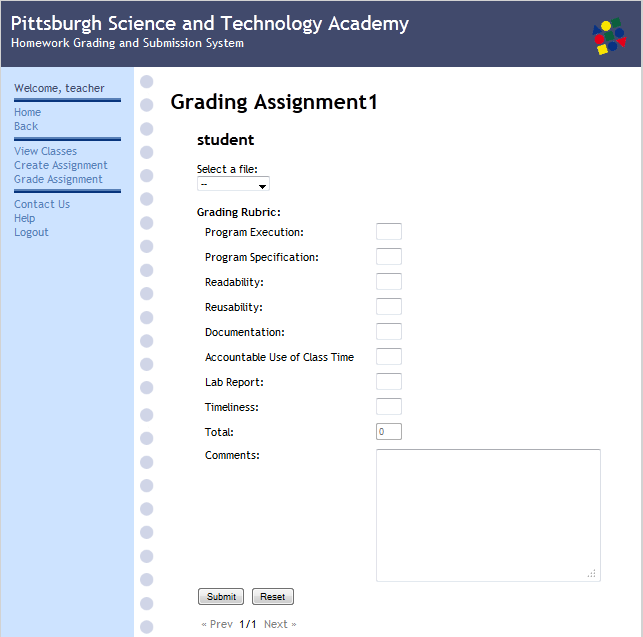 Pittsburgh Science and Technology Academy
Homework Grading and Submission System
Welcome, teacher
Home
Back
View Classes
Create Assignment
Grade Assignment
Contact Us
Help
Logout
Grading Assignment1
student
Select a file:
--
Grading Rubric:
Program Execution:
Program Specification:
Readability:
Reusability:
Documentation:
Accountable Use of Class Time
Lab Report:
Timeliness:
Total: 0
Comments:
Submit Reset
« Prev 1/1 Next »